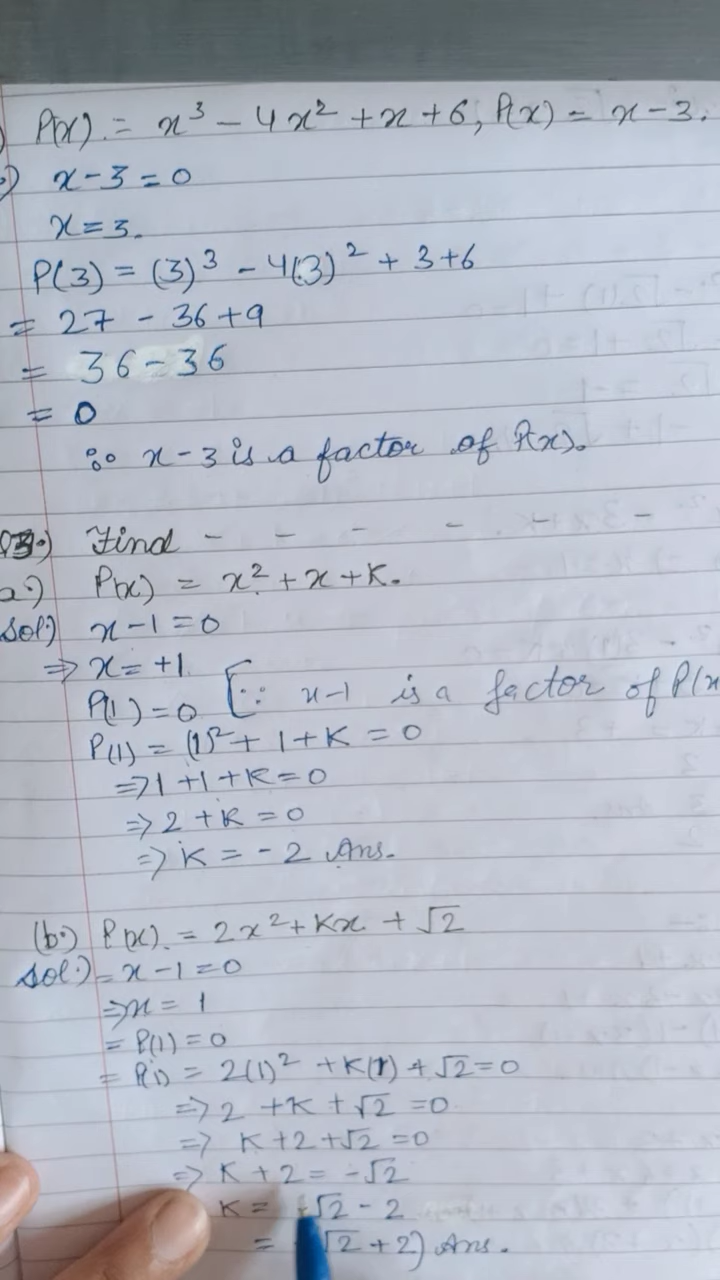 P(x) = x³ - 4x² + x + 6, P(x) = x - 3.
x - 3 = 0
x = 3.
P(3) = (3)³ - 4(3)² + 3 + 6
= 27 - 36 + 9
= 36 - 36
= 0
∴ x - 3 is a factor of P(x).
Q3.) Find - - - - - -
a.) P(x) = x² + x + K.
Sol.) x - 1 = 0
⇒ x = +1
P(1) = 0 [∵ x-1 is a factor of P(x
P(1) = (1)² + 1 + K = 0
⇒ 1 + 1 + K = 0
⇒ 2 + K = 0
⇒ K = - 2 Ans.
(b.) P(x) = 2x² + Kx + √2
Sol.) = x - 1 = 0
⇒ x = 1
= P(1) = 0
= P(1) = 2(1)² + K(1) + √2 = 0
⇒ 2 + K + √2 = 0
⇒ K + 2 + √2 = 0
⇒ K + 2 = - √2
K = √2 - 2
= √2 + 2) Ans.